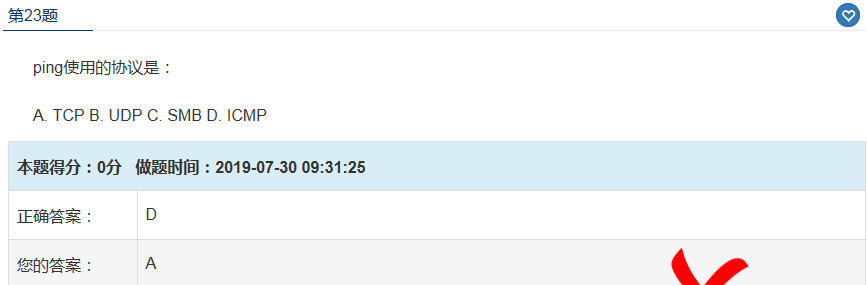 第23题
ping使用的协议是：
A. TCP B. UDP C. SMB D. ICMP
本题得分：0分 做题时间：2019-07-30 09:31:25
正确答案： D
您的答案： A